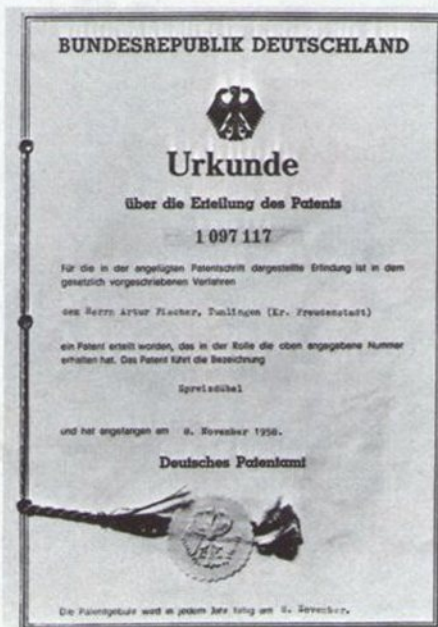 BUNDESREPUBLIK DEUTSCHLAND
Urkunde
über die Erteilung des Patents
1 097 117
Für die in der angefügten Patentschrift dargestellte Erfindung ist in dem
gesetzlich vorgeschriebenen Verfahren
dem Herrn Artur Fischer, Tumlingen (Kr. Freudenstadt)
ein Patent erteilt worden, das in der Rolle die oben angegebene Nummer
erhalten hat. Das Patent führt die Bezeichnung
Spreizdübel
und hat angefangen am 8. November 1958.
Deutsches Patentamt
Die Patentgebühr wird in jedem Jahr fällig am 8. November.